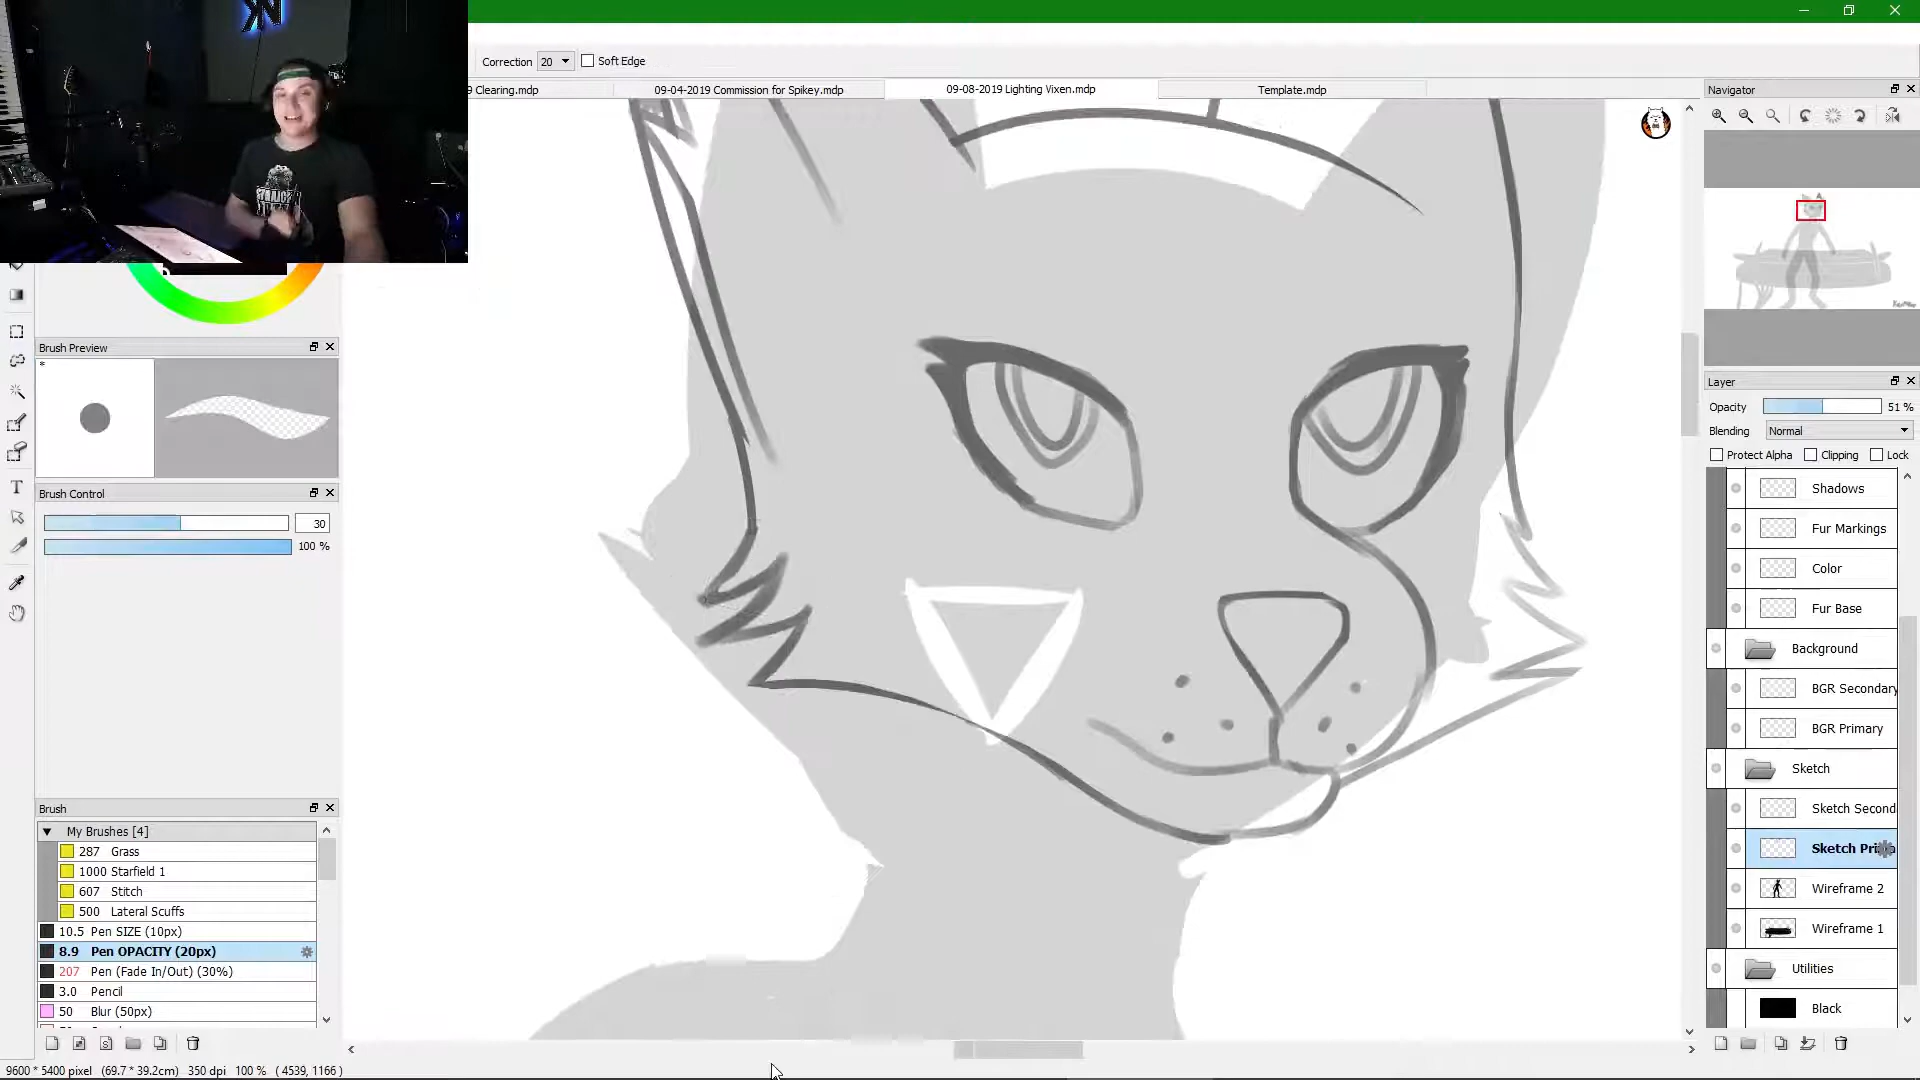 Correction 20 Soft Edge
9 Clearing.mdp
09-04-2019 Commission for Spikey.mdp
09-08-2019 Lighting Vixen.mdp
Template.mdp
Navigator
Brush Preview
*
Layer
Opacity 51 %
Blending Normal
Protect Alpha Clipping Lock
Shadows
Fur Markings
Color
Fur Base
Background
BGR Secondary
BGR Primary
Sketch
Sketch Second
Sketch Pri
Wireframe 2
Wireframe 1
Utilities
Black
Brush Control
30
100 %
Brush
My Brushes [4]
287 Grass
1000 Starfield 1
607 Stitch
500 Lateral Scuffs
10.5 Pen SIZE (10px)
8.9 Pen OPACITY (20px)
207 Pen (Fade In/Out) (30%)
3.0 Pencil
50 Blur (50px)
9600 * 5400 pixel (69.7 * 39.2cm) 350 dpi 100 % ( 4539, 1166 )